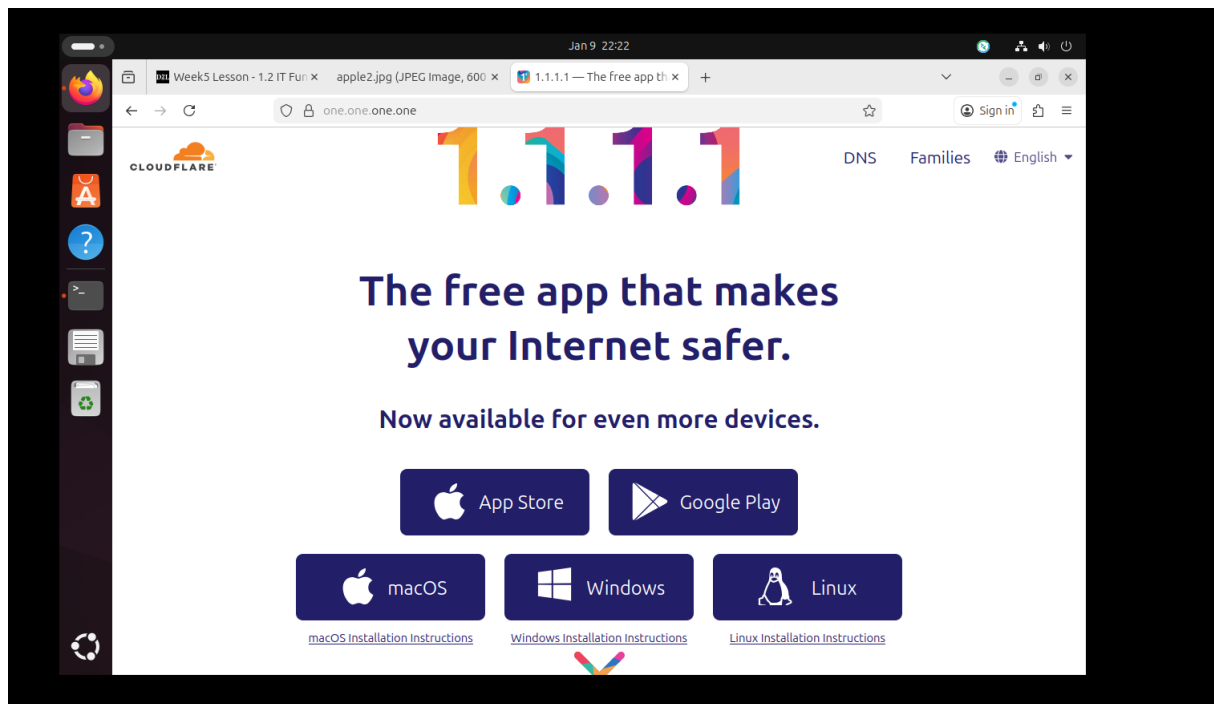 Jan 9 22:22
Week5 Lesson - 1.2 IT Fun
apple2.jpg (JPEG Image, 600
1.1.1.1 — The free app th
one.one.one.one
Sign in
CLOUDFLARE
1.1.1.1
DNS
Families
English
The free app that makes
your Internet safer.
Now available for even more devices.
App Store
Google Play
macOS
Windows
Linux
macOS Installation Instructions
Windows Installation Instructions
Linux Installation Instructions